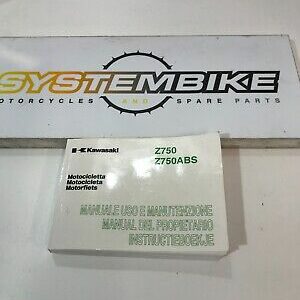 SYSTEMBIKE
MOTORCYCLES AND SPARE PARTS
Kawasaki
Z750
Z750ABS
Motocicletta
Motocicleta
Motorfiets
MANUALE USO E MANUTENZIONE
MANUAL DEL PROPIETARIO
INSTRUCTIEBOEKJE